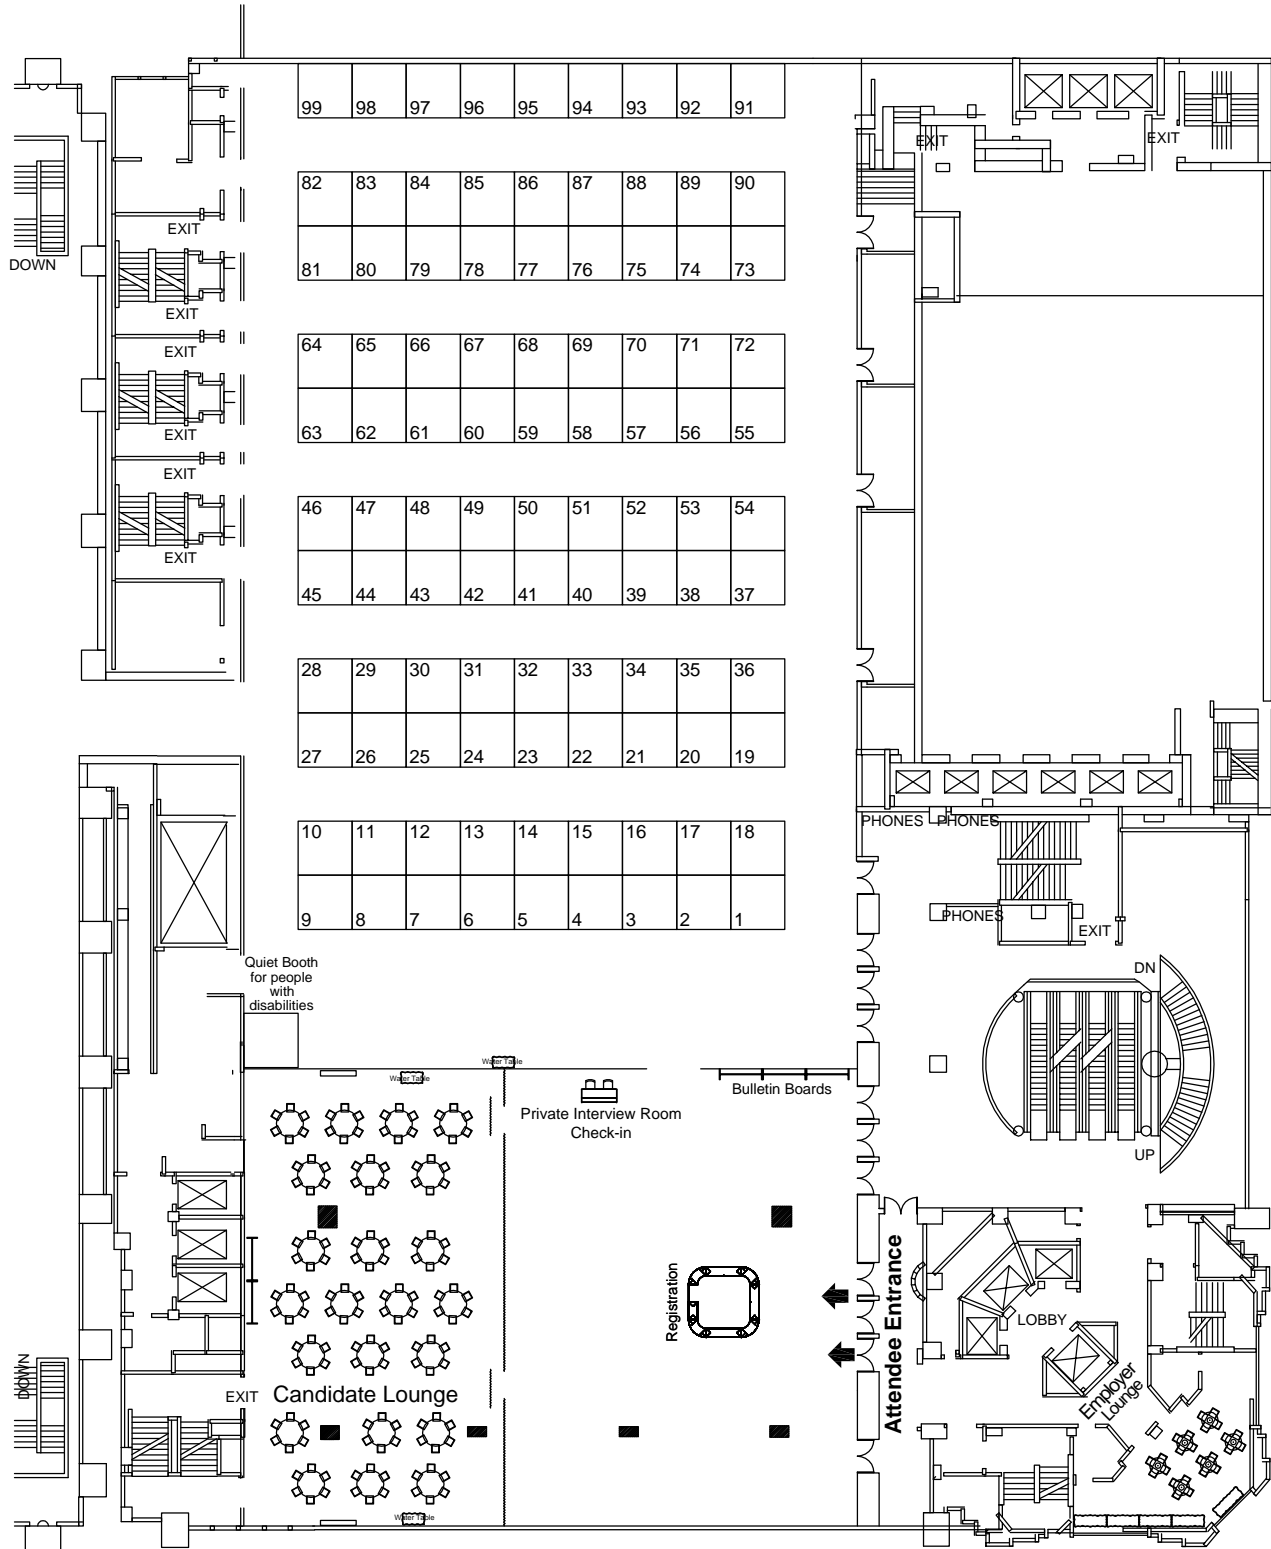 99 98 97 96 95 94 93 92 91
EXIT
EXIT
82 83 84 85 86 87 88 89 90
EXIT
DOWN
81 80 79 78 77 76 75 74 73
EXIT
64 65 66 67 68 69 70 71 72
EXIT
63 62 61 60 59 58 57 56 55
EXIT
EXIT
46 47 48 49 50 51 52 53 54
EXIT
45 44 43 42 41 40 39 38 37
28 29 30 31 32 33 34 35 36
27 26 25 24 23 22 21 20 19
10 11 12 13 14 15 16 17 18
PHONES PHONES
9 8 7 6 5 4 3 2 1
PHONES
EXIT
Quiet Booth
for people
with
disabilities
DN
Water Table
Water Table
Bulletin Boards
Private Interview Room
Check-in
UP
Registration
Attendee Entrance
LOBBY
Employer
Lounge
DOWN
EXIT
Candidate Lounge
Water Table